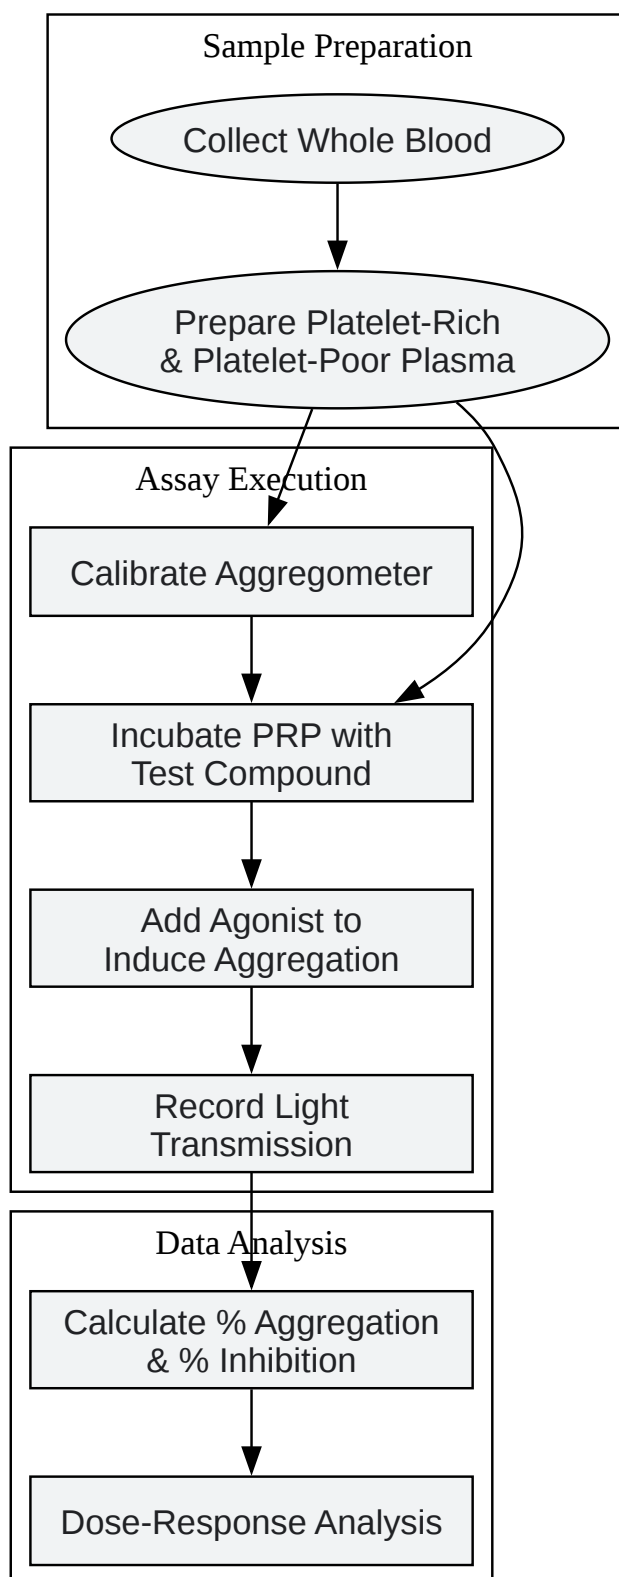 Sample Preparation
Collect Whole Blood
Prepare Platelet-Rich
& Platelet-Poor Plasma
Assay Execution
Calibrate Aggregometer
Incubate PRP with
Test Compound
Add Agonist to
Induce Aggregation
Record Light
Transmission
Data Analysis
Calculate % Aggregation
& % Inhibition
Dose-Response Analysis